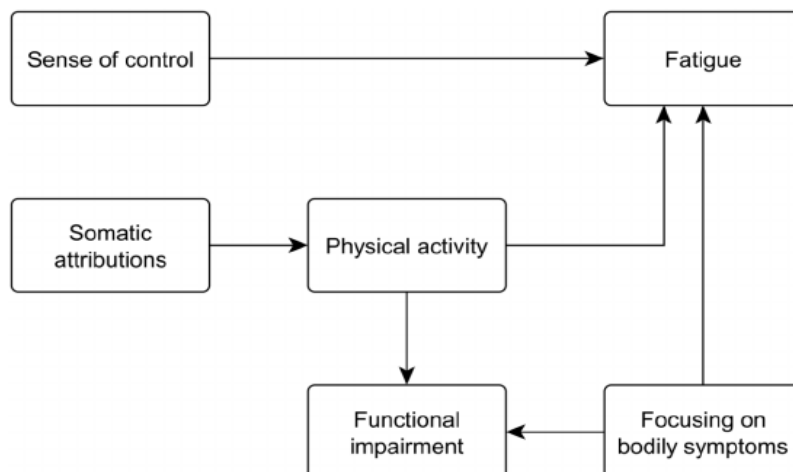 Sense of control
Fatigue
Somatic
attributions
Physical activity
Functional
impairment
Focusing on
bodily symptoms